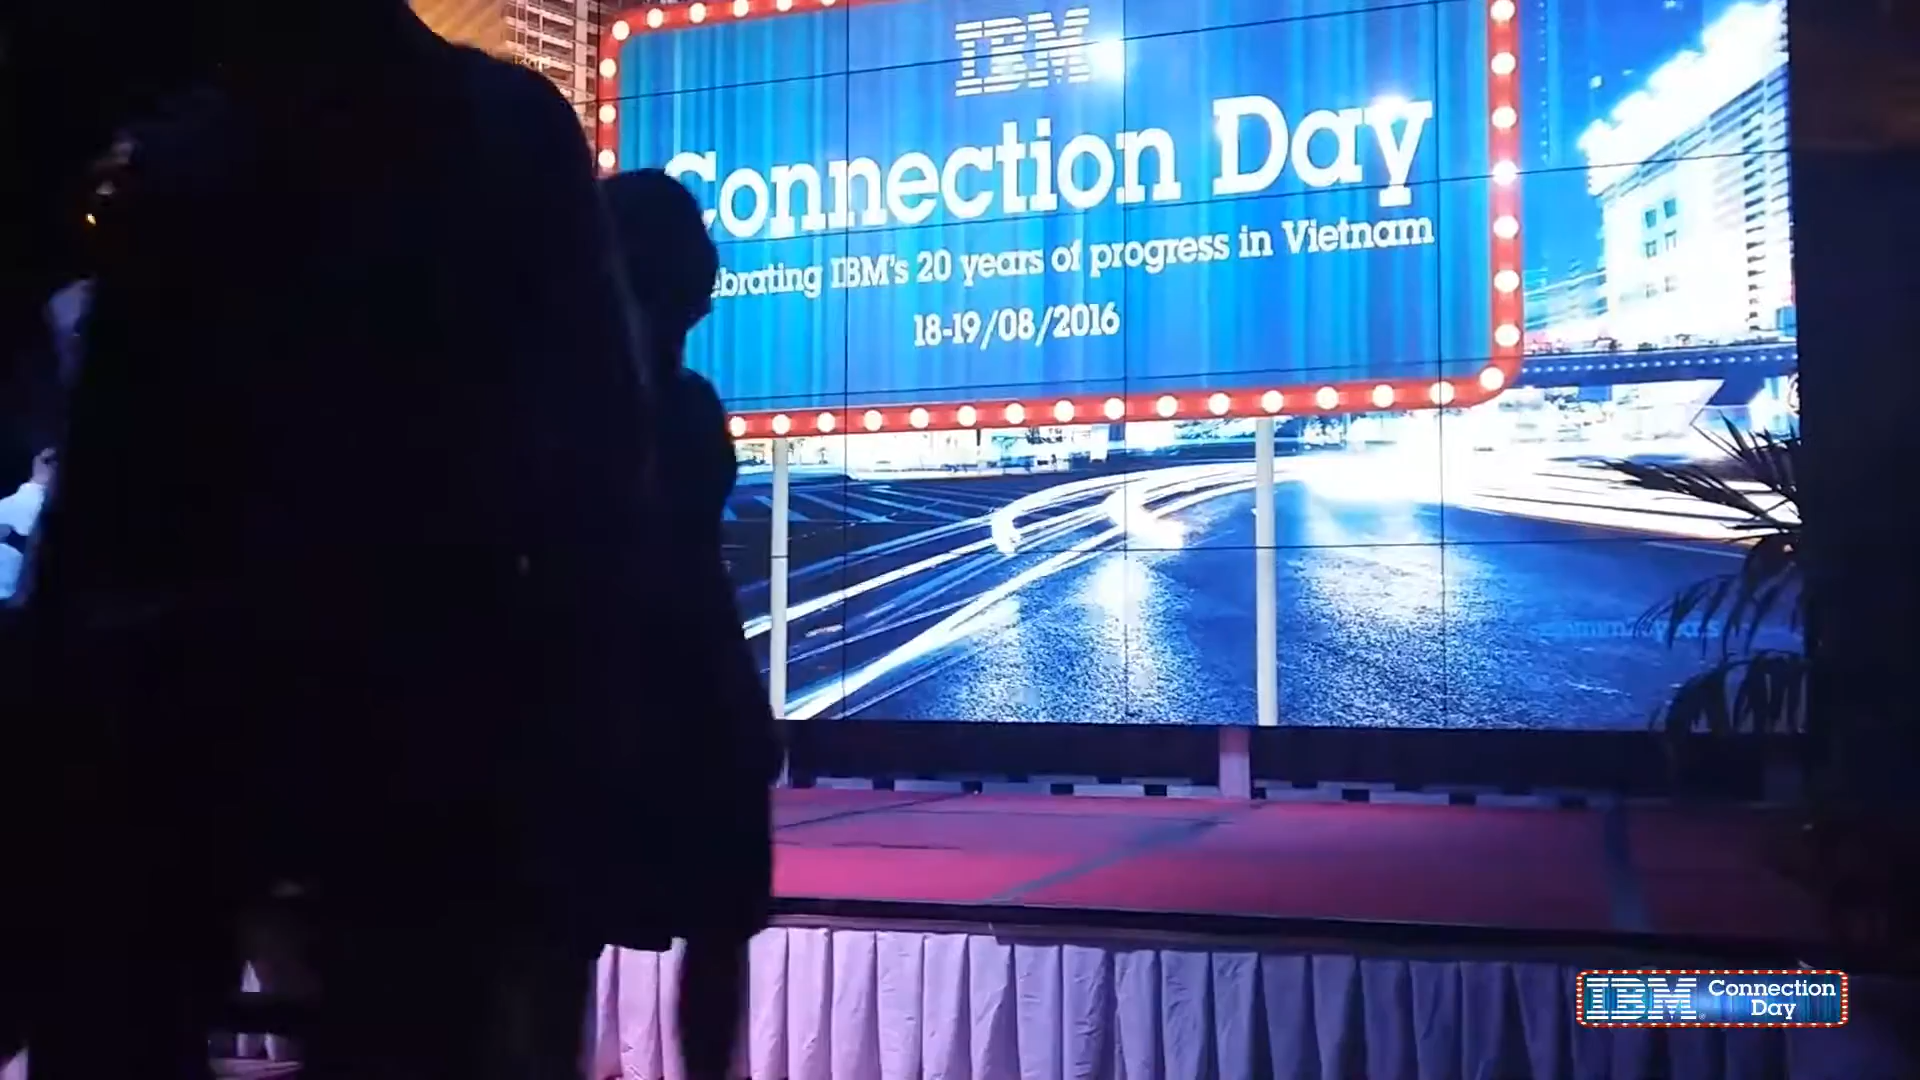 IBM
Connection Day
ebrating IBM's 20 years of progress in Vietnam
18-19/08/2016
IBM Connection
Day